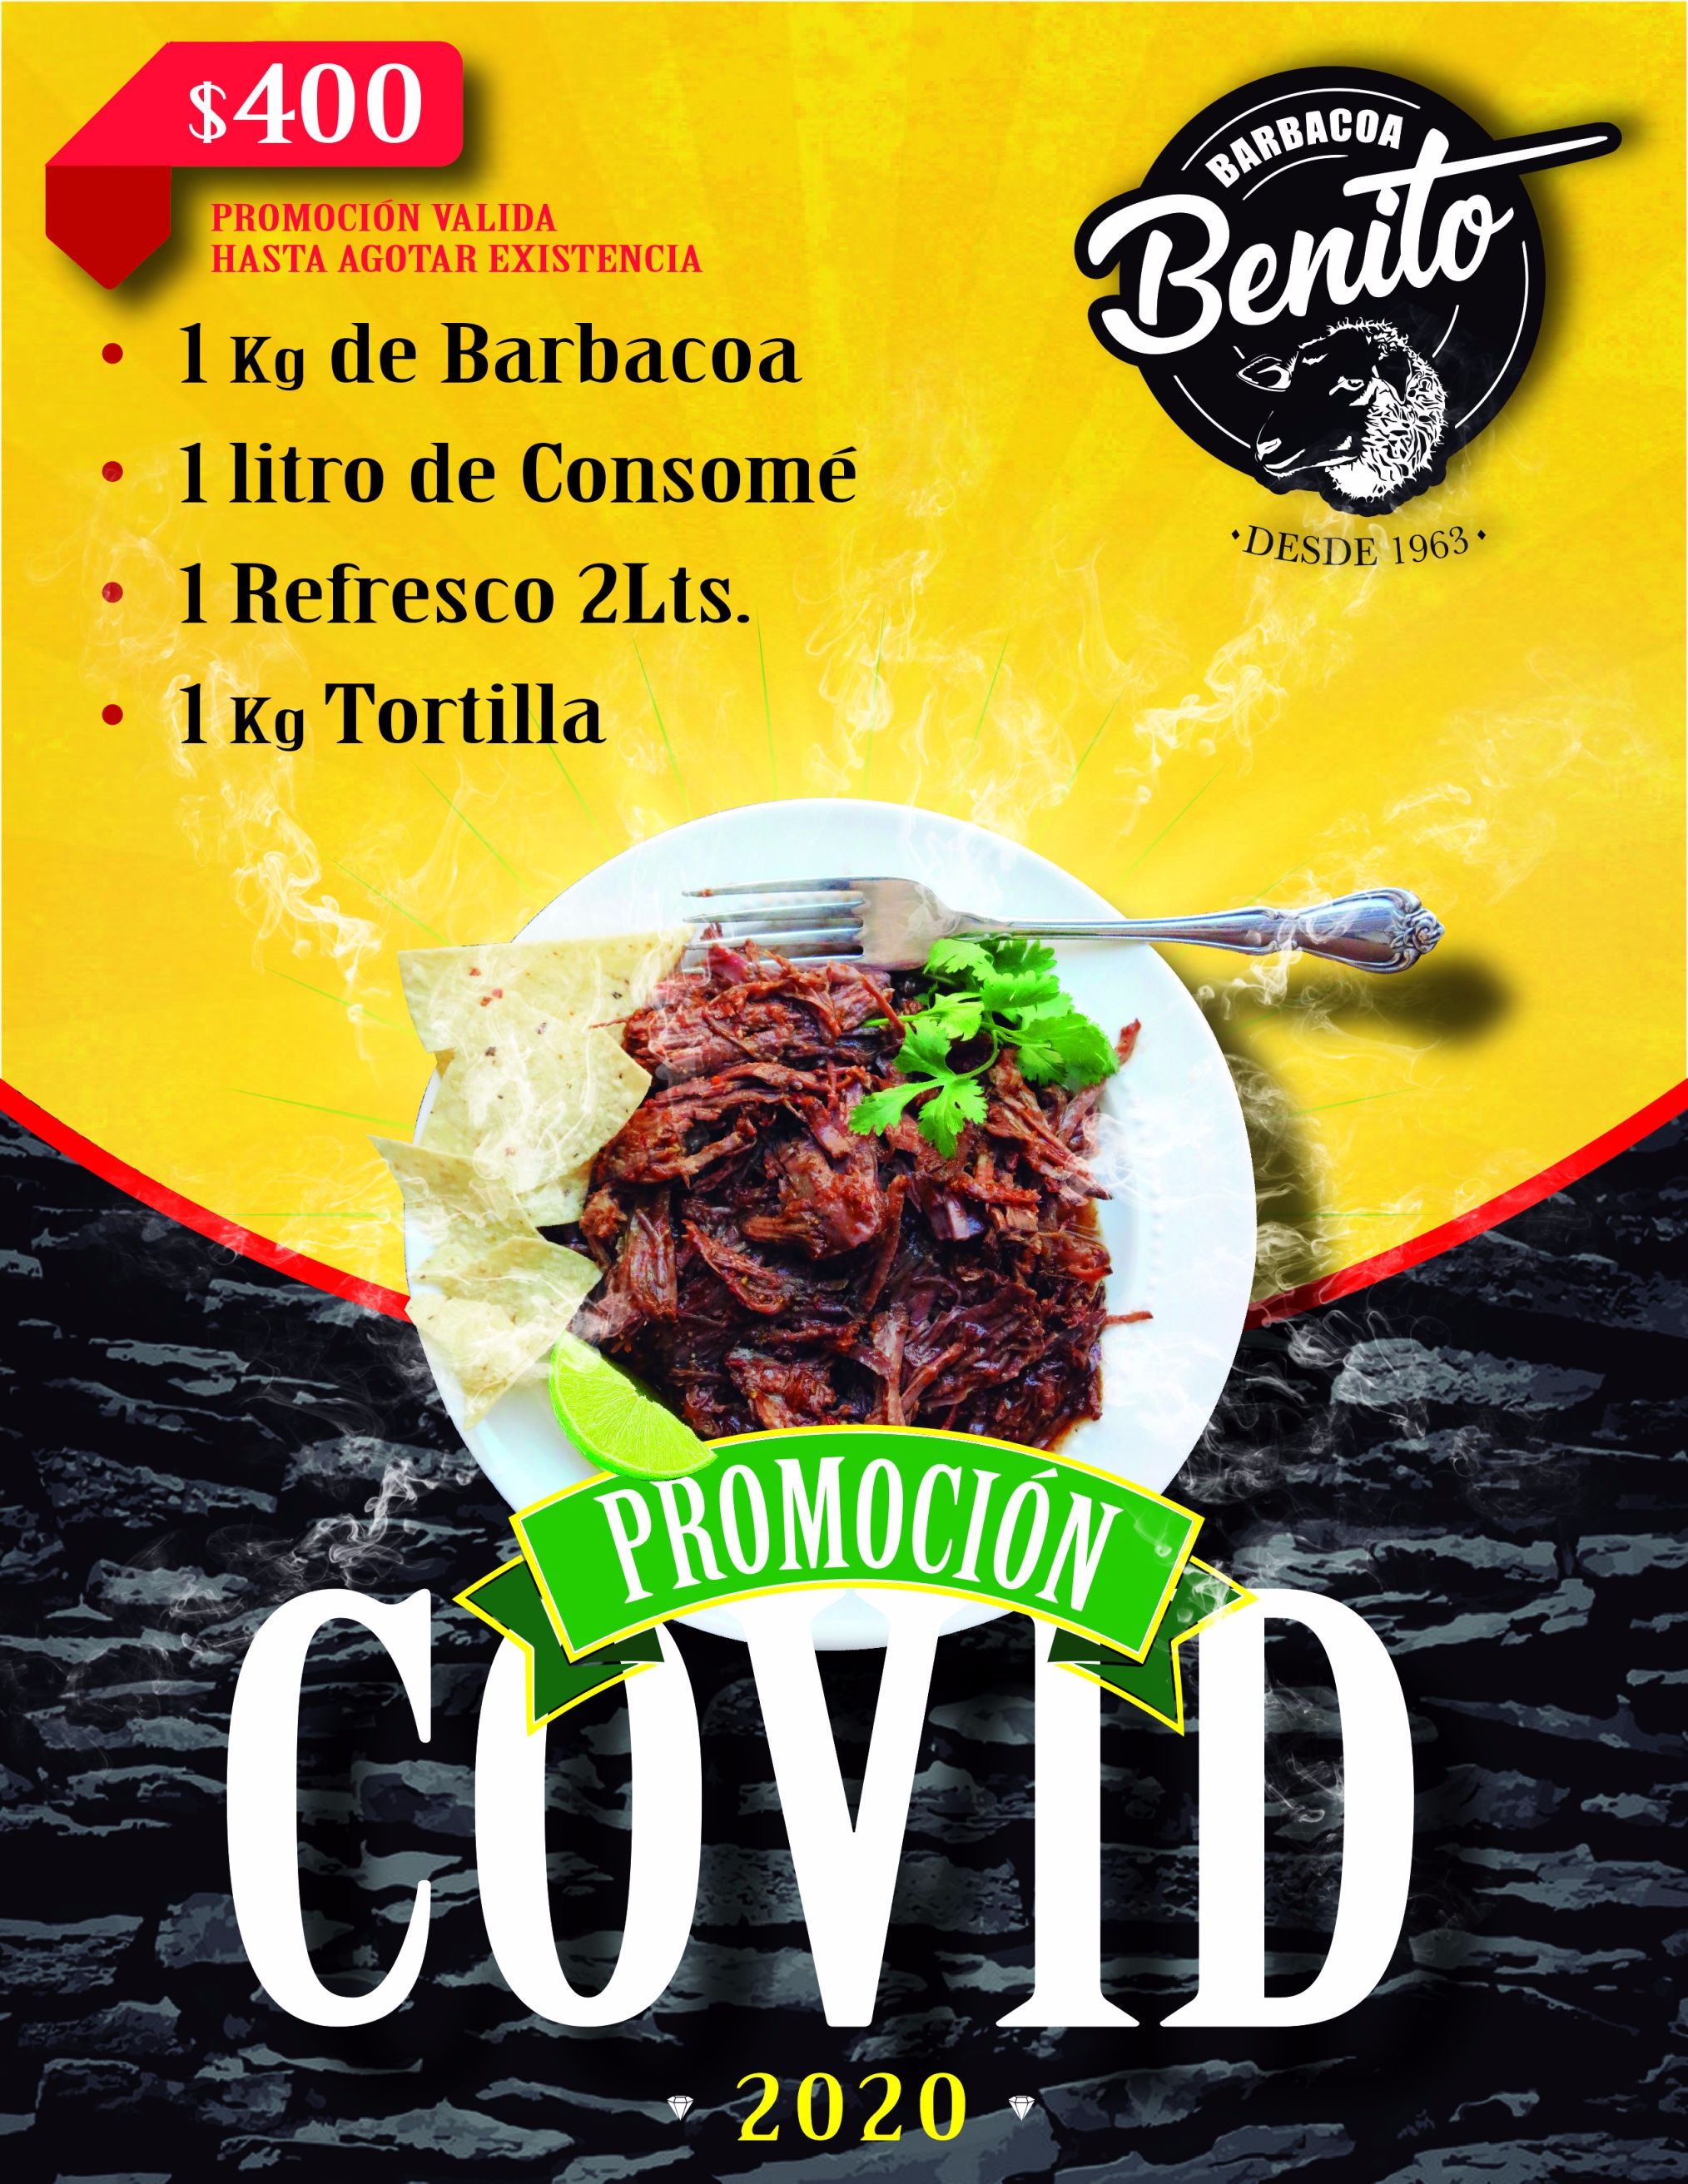 $400
PROMOCIÓN VALIDA
HASTA AGOTAR EXISTENCIA
• 1 Kg de Barbacoa
• 1 litro de Consomé
• 1 Refresco 2Lts.
• 1 Kg Tortilla
BARBACOA
Benito
·DESDE 1963·
PROMOCIÓN
COVID
2020